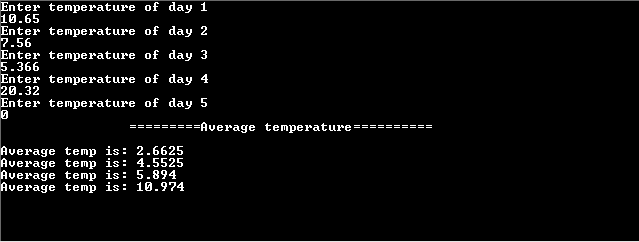 Enter temperature of day 1
10.65
Enter temperature of day 2
7.56
Enter temperature of day 3
5.366
Enter temperature of day 4
20.32
Enter temperature of day 5
0
=========Average temperature==========
Average temp is: 2.6625
Average temp is: 4.5525
Average temp is: 5.894
Average temp is: 10.974